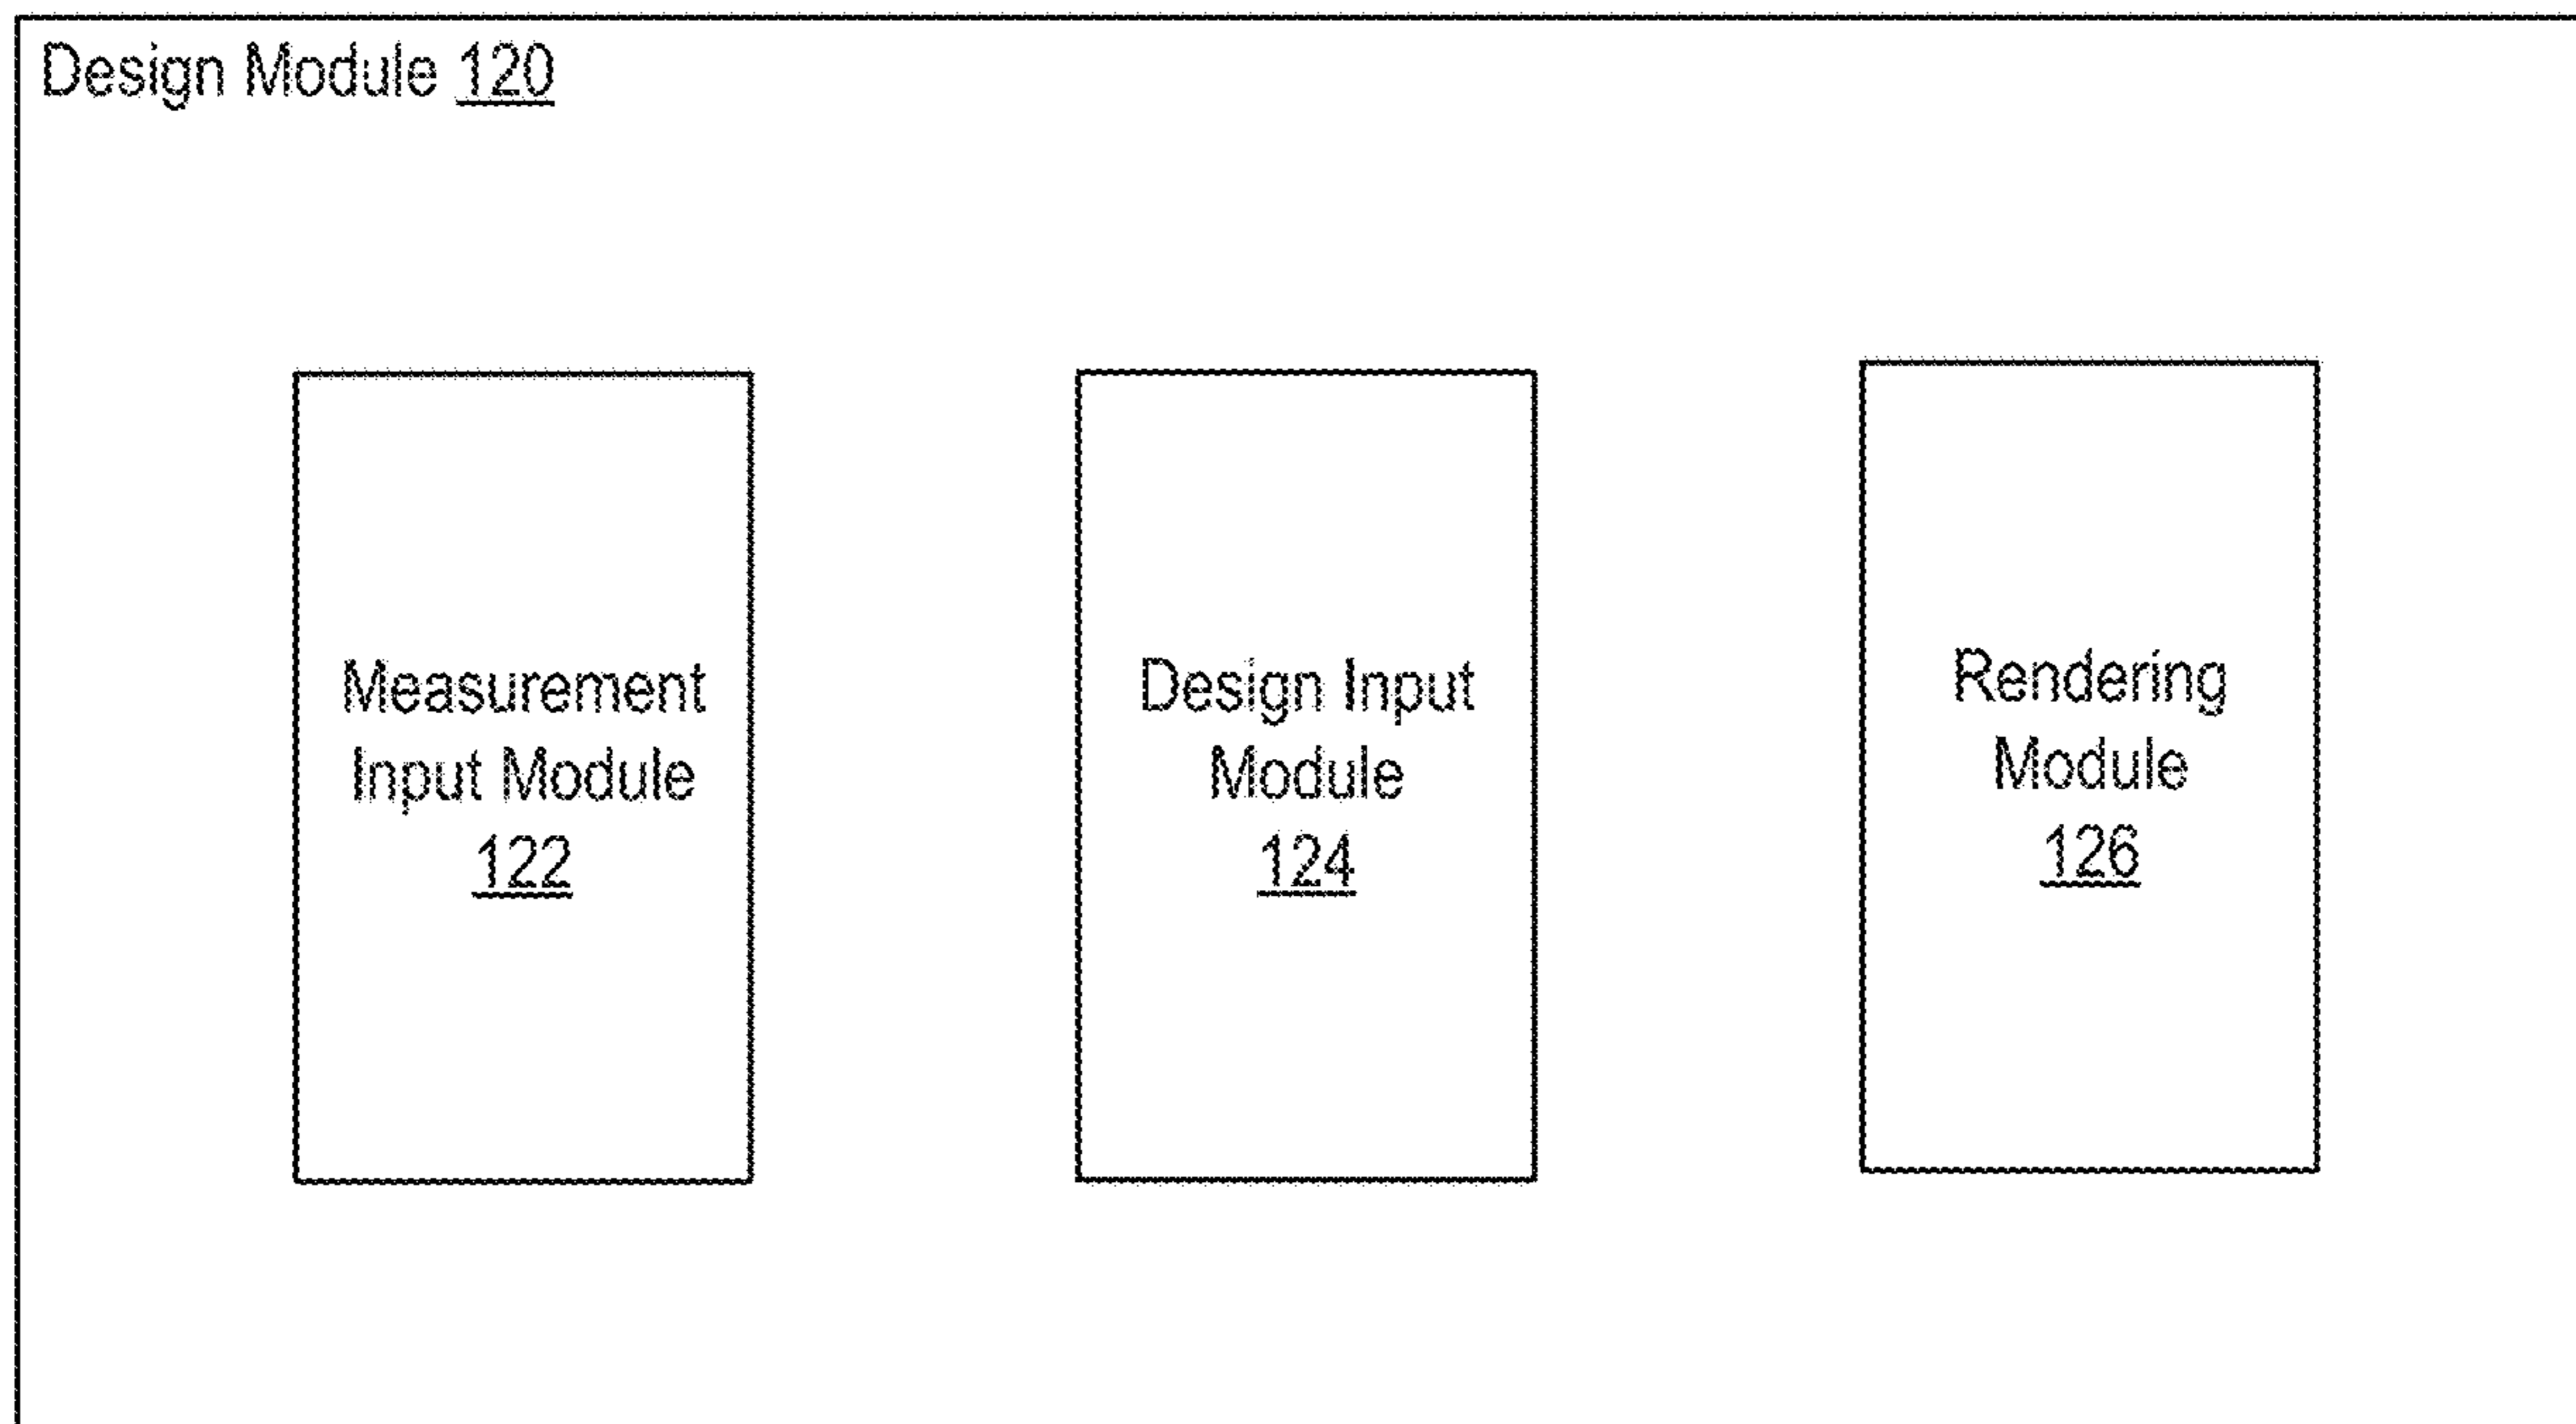 Design Module 120
Measurement
Input Module
122
Design Input
Module
124
Rendering
Module
126